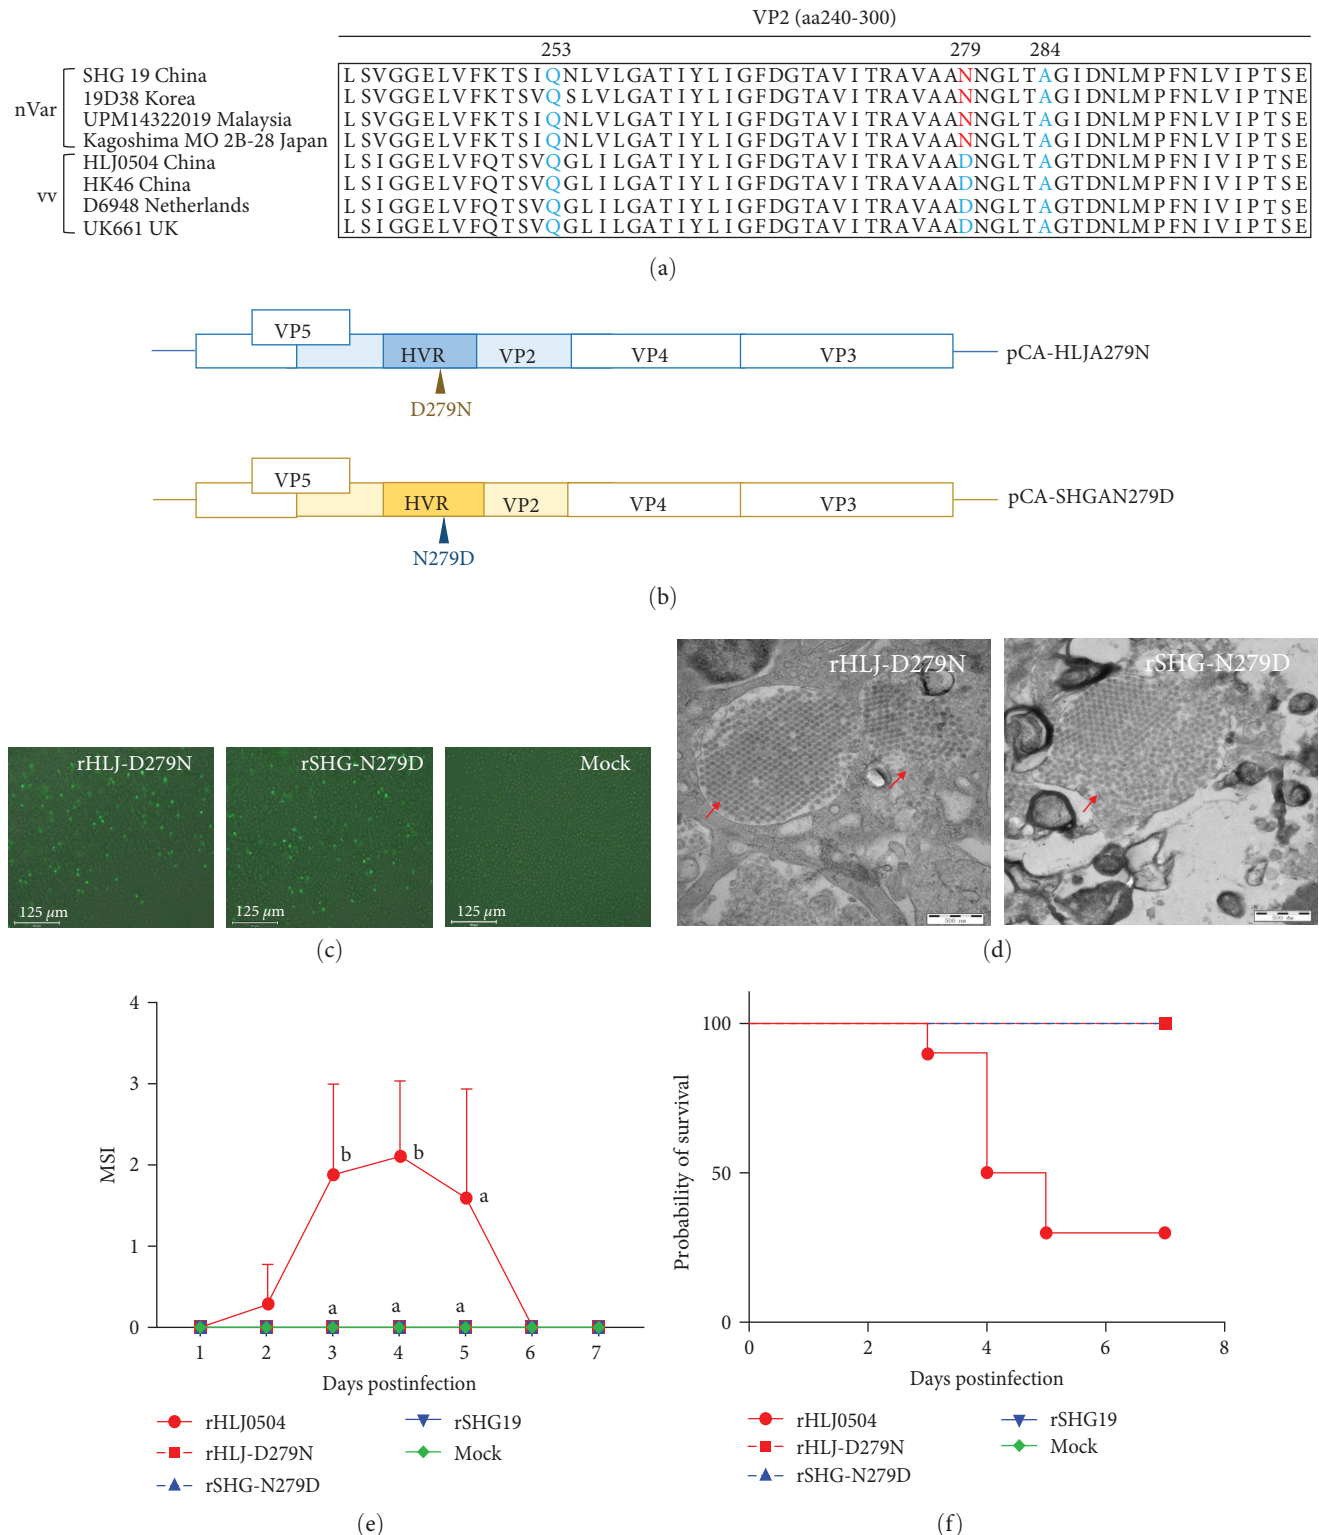 VP2 (aa240-300)
253 279 284
nVar
SHG 19 China LSVGGELVFKTSIQNLVLGATIYLIGFDGTAVITRAVAANNGLTAGIDNLMPFNLVIPTSE
19D38 Korea LSVGGELVFKTSVQSLVLGATIYLIGFDGTAVITRAVAANNGLTAGIDNLMPFNLVIPTNE
UPM14322019 Malaysia LSVGGELVFKTSIQNLVLGATIYLIGFDGTAVITRAVAANNGLTAGIDNLMPFNLVIPTSE
Kagoshima MO 2B-28 Japan LSVGGELVFKTSIQNLVLGATIYLIGFDGTAVITRAVAANNGLTAGIDNLMPFNLVIPTSE
vv
HLJ0504 China LSIGGELVFQTSVQGLILGATIYLIGFDGTAVITRAVAADNGLTAGTDNLMPFNIVIPTSE
HK46 China LSIGGELVFQTSVQGLILGATIYLIGFDGTAVITRAVAADNGLTAGTDNLMPFNIVIPTSE
D6948 Netherlands LSIGGELVFQTSVQGLILGATIYLIGFDGTAVITRAVAADNGLTAGTDNLMPFNIVIPTSE
UK661 UK LSIGGELVFQTSVQGLILGATIYLIGFDGTAVITRAVAADNGLTAGTDNLMPFNIVIPTSE
(a)
VP5
HVR VP2 VP4 VP3 pCA-HLJA279N
D279N
VP5
HVR VP2 VP4 VP3 pCA-SHGAN279D
N279D
(b)
rHLJ-D279N rSHG-N279D Mock
125 µm 125 µm 125 µm
(c)
rHLJ-D279N rSHG-N279D
500 nm 500 nm
(d)
MSI
4
3
2
1
0
b b a
a a a
1 2 3 4 5 6 7
Days postinfection
rHLJ0504 rSHG19
rHLJ-D279N Mock
rSHG-N279D
(e)
Probability of survival
100
50
0
0 2 4 6 8
Days postinfection
rHLJ0504 rSHG19
rHLJ-D279N Mock
rSHG-N279D
(f)